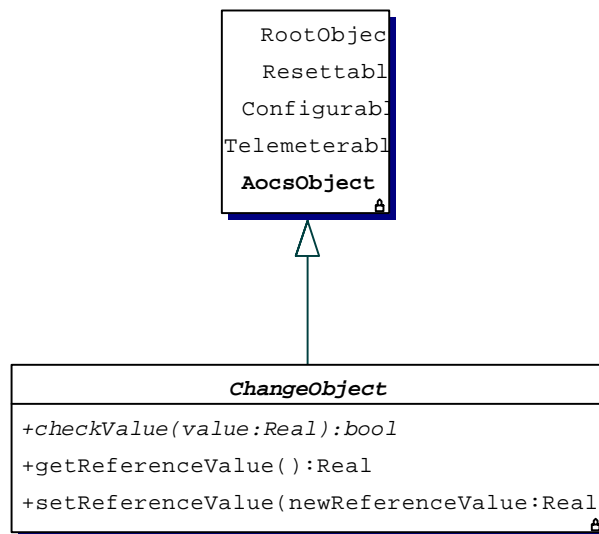 RootObjec
Resettabl
Configurabl
Telemeterabl
AocsObject
ChangeObject
+checkValue(value:Real):bool
+getReferenceValue():Real
+setReferenceValue(newReferenceValue:Real